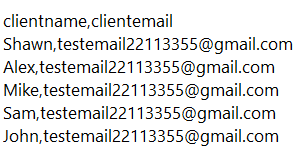 clientname,clientemail
Shawn,testemail22113355@gmail.com
Alex,testemail22113355@gmail.com
Mike,testemail22113355@gmail.com
Sam,testemail22113355@gmail.com
John,testemail22113355@gmail.com